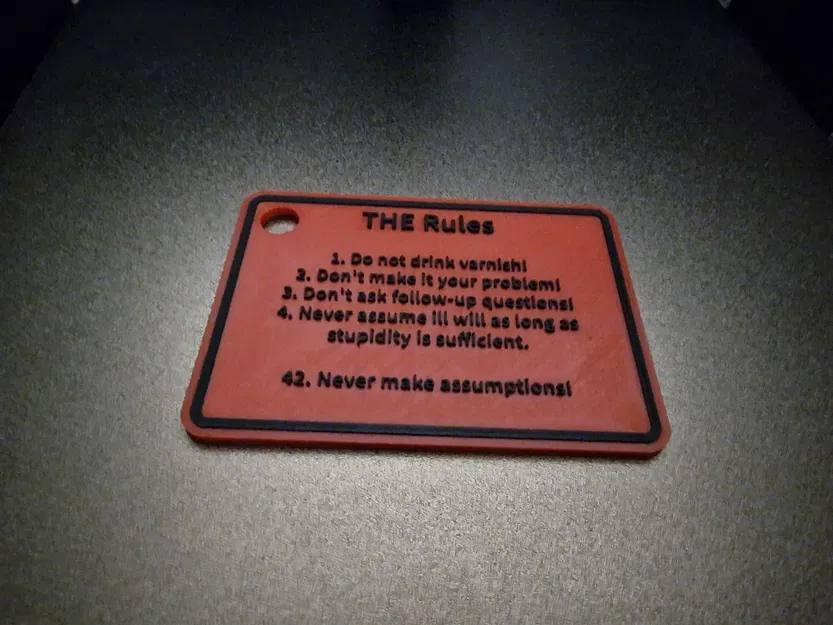 THE Rules
1. Do not drink varnish!
2. Don't make it your problem!
3. Don't ask follow-up questions!
4. Never assume ill will as long as
stupidity is sufficient.
42. Never make assumptions!